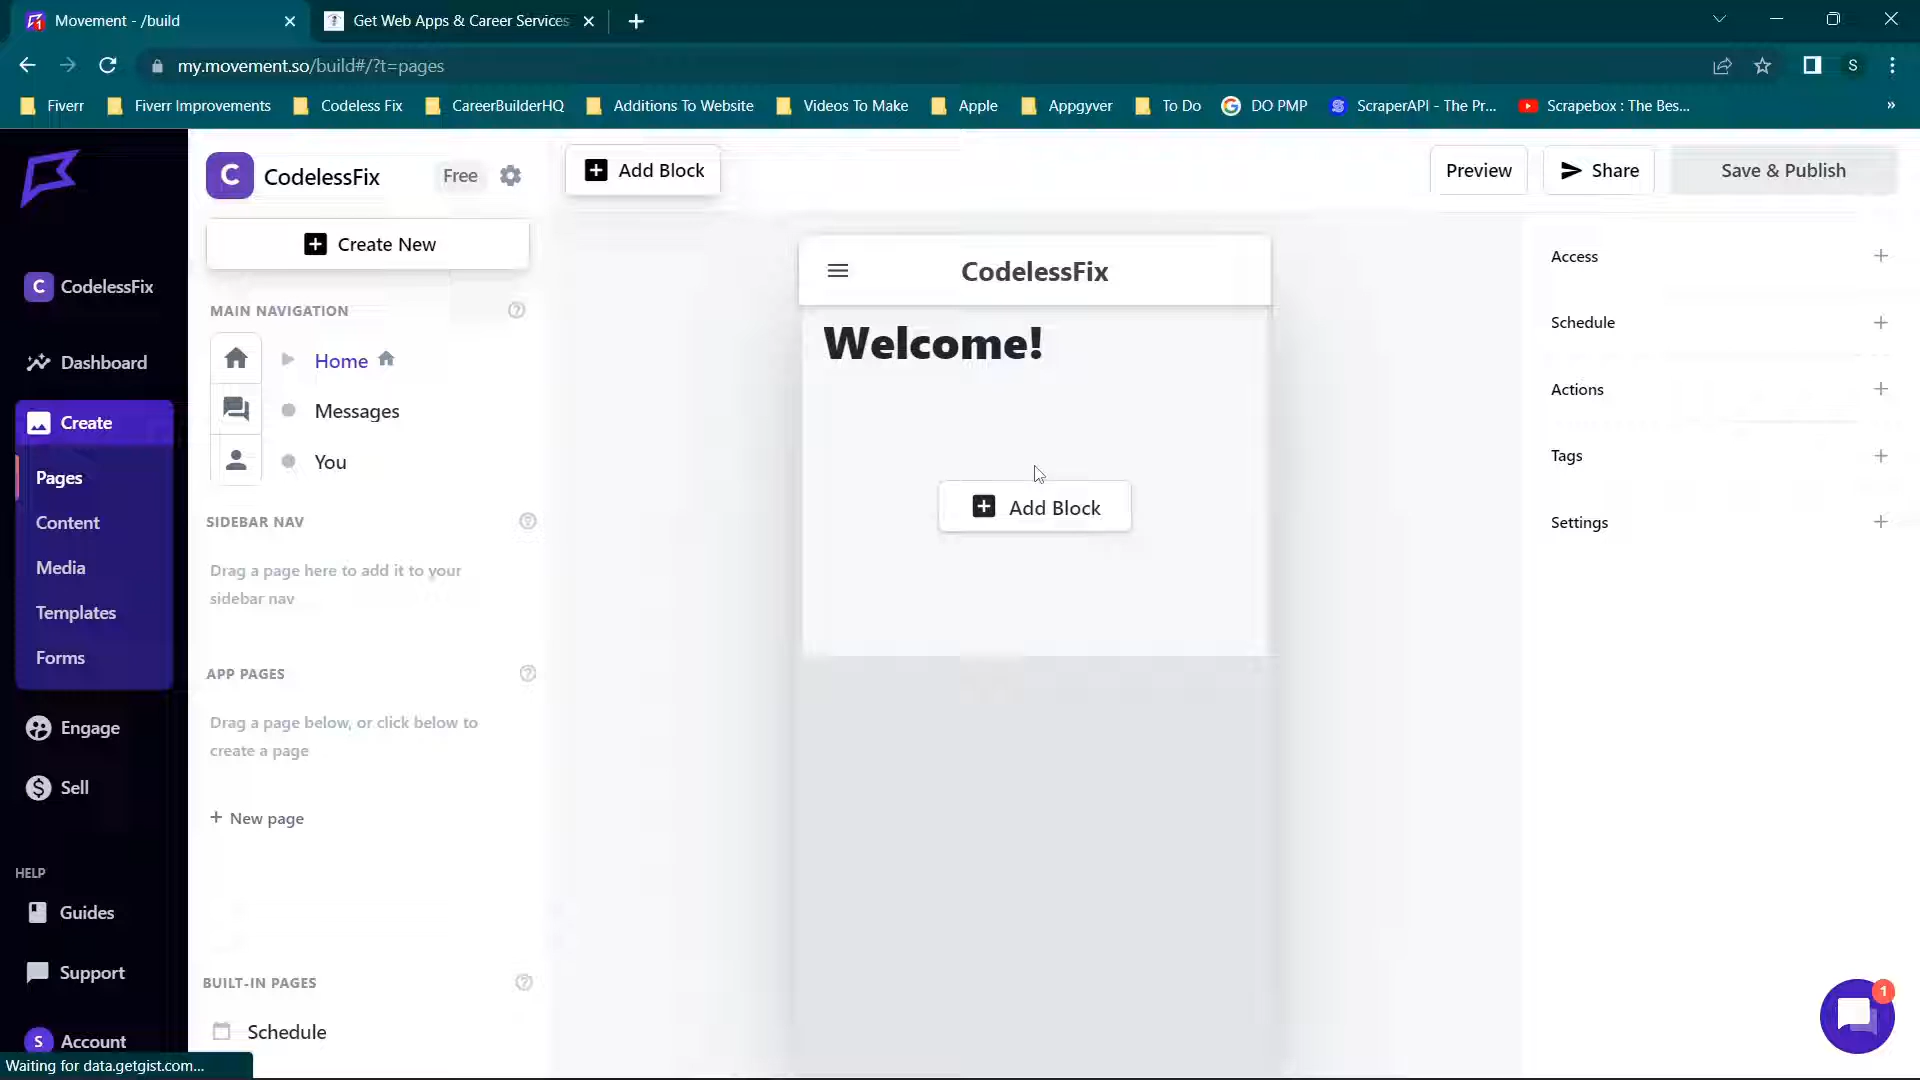 Movement - /build
Get Web Apps & Career Services
my.movement.so/build#/?t=pages
S
Fiverr
Fiverr Improvements
Codeless Fix
CareerBuilderHQ
Additions To Website
Videos To Make
Apple
Appgyver
To Do
DO PMP
ScraperAPI - The Pr...
Scrapebox : The Bes...
»
C CodelessFix
Dashboard
Create
Pages
Content
Media
Templates
Forms
Engage
Sell
HELP
Guides
Support
S Account
Waiting for data.getgist.com...
C CodelessFix Free
Create New
MAIN NAVIGATION
Home
Messages
You
SIDEBAR NAV
Drag a page here to add it to your
sidebar nav
APP PAGES
Drag a page below, or click below to
create a page
+ New page
BUILT-IN PAGES
Schedule
Add Block
Preview
Share
Save & Publish
CodelessFix
Welcome!
Add Block
Access +
Schedule +
Actions +
Tags +
Settings +
1